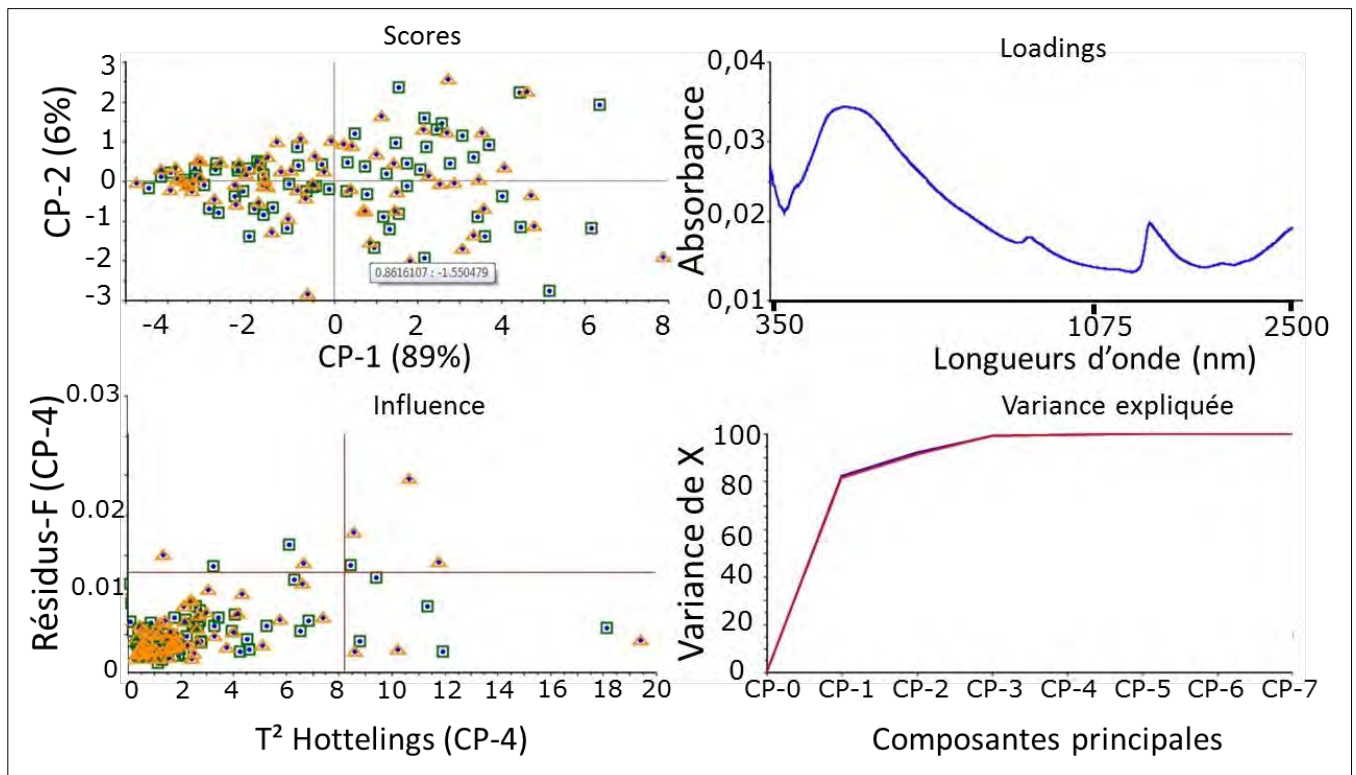 Scores
CP-2 (6%)
3
2
1
0
-1
-2
-3
0.8616107 : -1.550479
-4 -2 0 2 4 6 8
CP-1 (89%)
Loadings
Absorbance
0,04
0,03
0,02
0,01
350 1075 2500
Longueurs d'onde (nm)
Influence
Résidus-F (CP-4)
0.03
0.02
0.01
0
0 2 4 6 8 10 12 14 16 18 20
T² Hottelings (CP-4)
Variance expliquée
Variance de X
100
80
60
40
20
0
CP-0 CP-1 CP-2 CP-3 CP-4 CP-5 CP-6 CP-7
Composantes principales